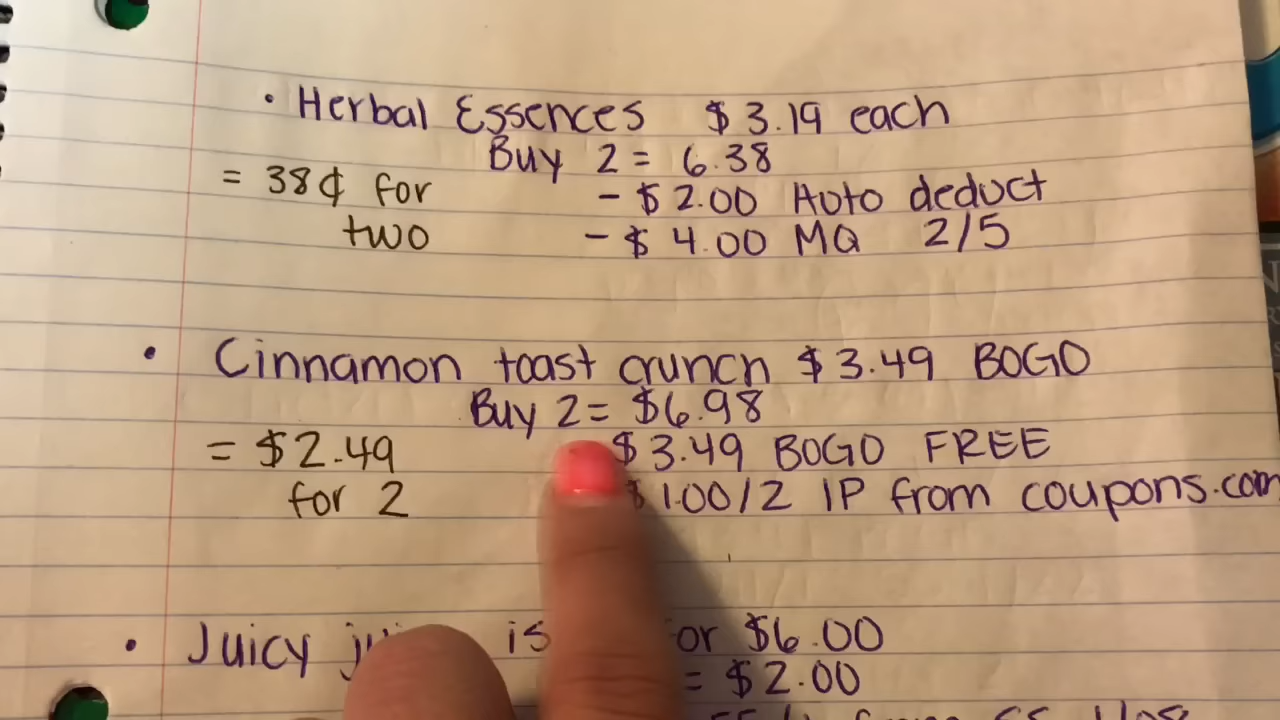 • Herbal Essences $3.19 each
Buy 2 = 6.38
= 38¢ for - $2.00 Auto deduct
two - $4.00 MQ 2/5
• Cinnamon toast crunch $3.49 BOGO
Buy 2 = $6.98
= $2.49 $3.49 BOGO FREE
for 2 $1.00/2 IP from coupons.com
• Juicy is $6.00
= $2.00
from